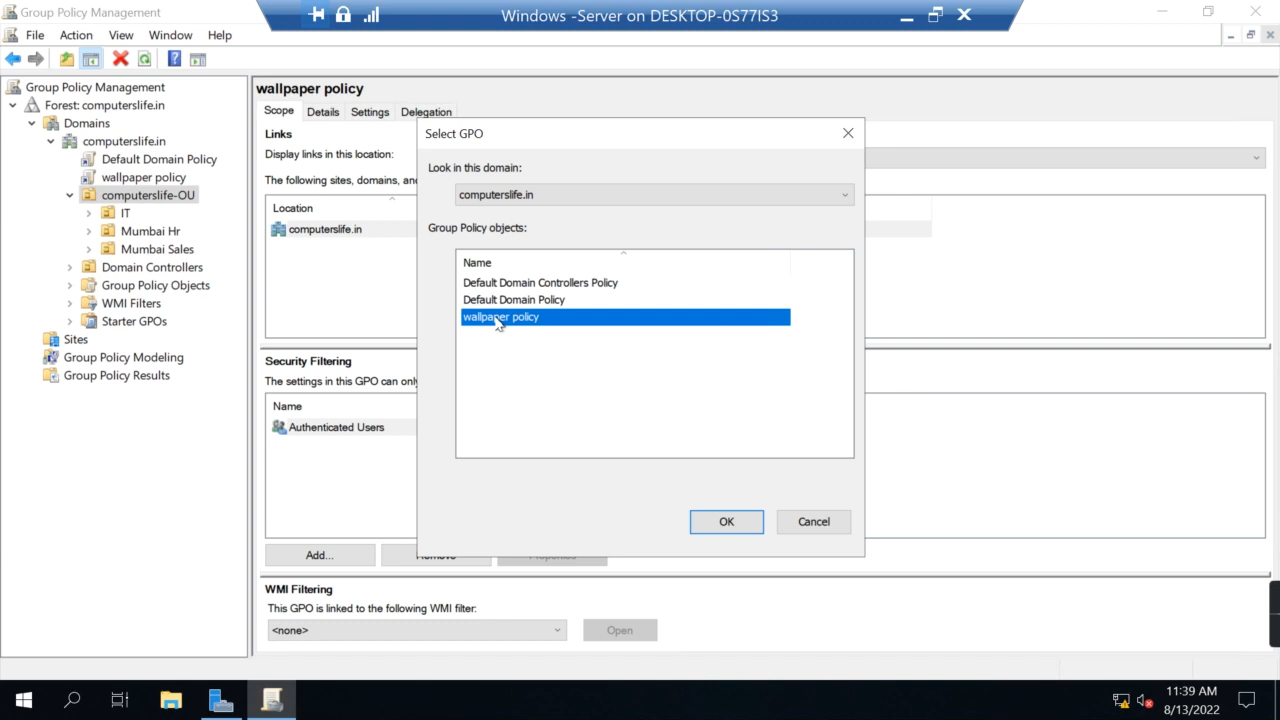 Group Policy Management
Windows -Server on DESKTOP-0S77IS3
File Action View Window Help
Group Policy Management
Forest: computerslife.in
Domains
computerslife.in
Default Domain Policy
wallpaper policy
computerslife-OU
IT
Mumbai Hr
Mumbai Sales
Domain Controllers
Group Policy Objects
WMI Filters
Starter GPOs
Sites
Group Policy Modeling
Group Policy Results
wallpaper policy
Scope Details Settings Delegation
Links
Display links in this location:
The following sites, domains, an
Location
computerslife.in
Security Filtering
The settings in this GPO can only
Name
Authenticated Users
Add... Remove Properties
WMI Filtering
This GPO is linked to the following WMI filter:
<none> Open
Select GPO
Look in this domain:
computerslife.in
Group Policy objects:
Name
Default Domain Controllers Policy
Default Domain Policy
wallpaper policy
OK Cancel
11:39 AM
8/13/2022